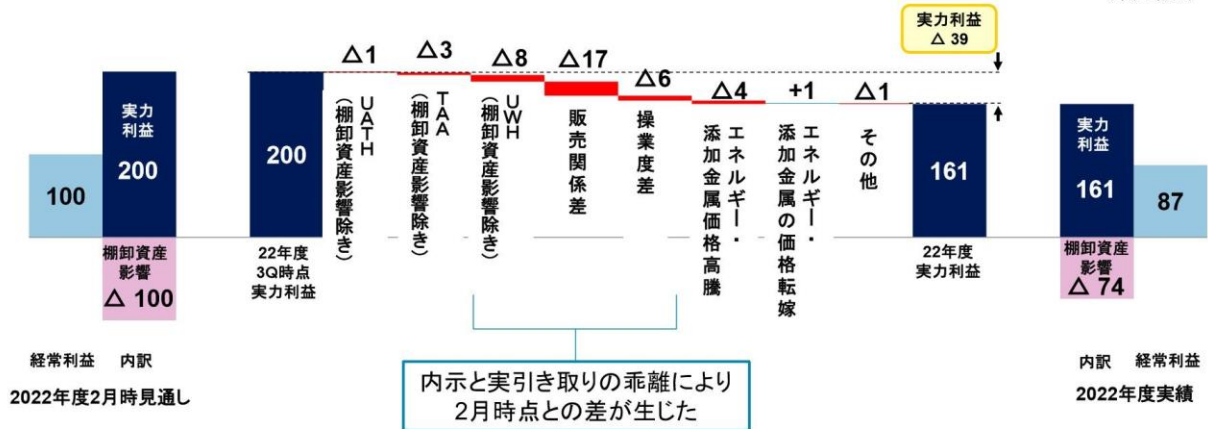 実力利益
△ 39
△1
△3
△8
△17
△6
△4
+1
△1
実力
利益
200
100
棚卸資産
影響
△ 100
200
22年度
3Q時点
実力利益
UATH
(棚卸資産影響除き)
TAA
(棚卸資産影響除き)
UWH
(棚卸資産影響除き)
販売関係差
操業度差
エネルギー・
添加金属価格高騰
エネルギー・
添加金属の価格転嫁
その他
161
22年度
実力利益
実力
利益
161
87
棚卸資産
影響
△ 74
経常利益 内訳
2022年度2月時見通し
内示と実引き取りの乖離により
2月時点との差が生じた
内訳 経常利益
2022年度実績